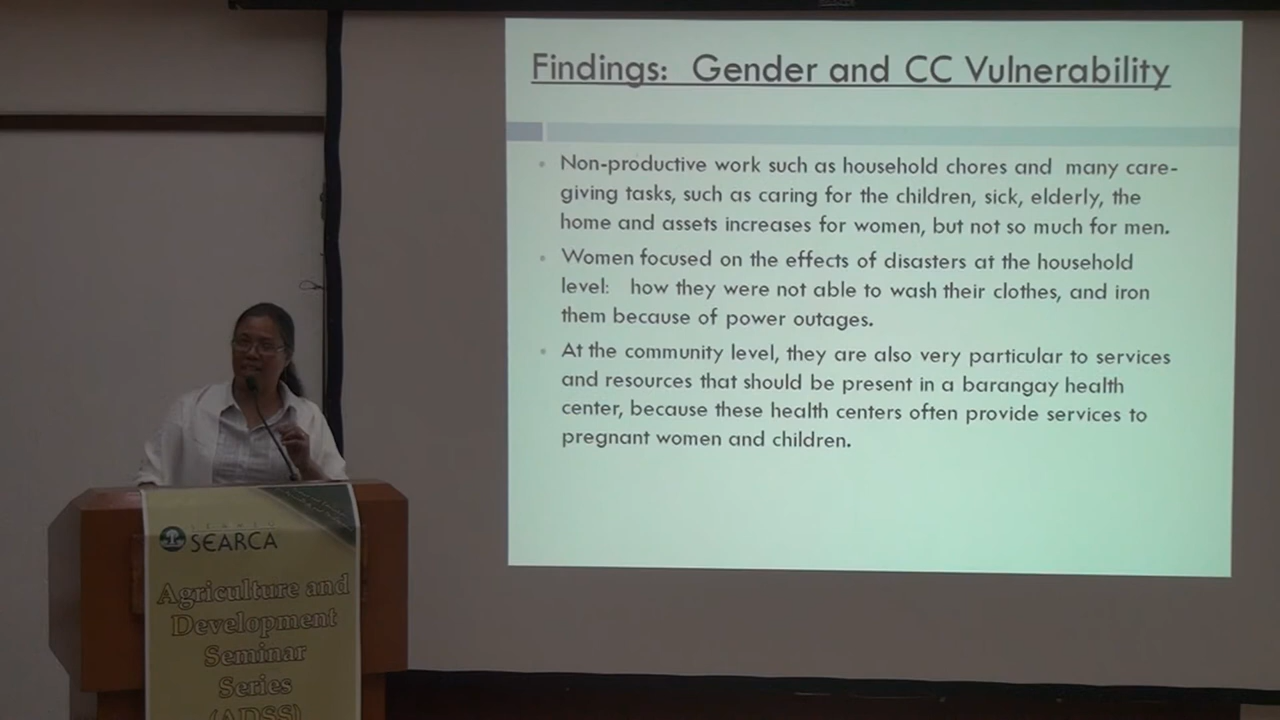 Findings:  Gender and CC Vulnerability
• Non-productive work such as household chores and  many care-
giving tasks, such as caring for the children, sick, elderly, the
home and assets increases for women, but not so much for men.
• Women focused on the effects of disasters at the household
level:   how they were not able to wash their clothes, and iron
them because of power outages.
• At the community level, they are also very particular to services
and resources that should be present in a barangay health
center, because these health centers often provide services to
pregnant women and children.
SEARCA
Agriculture and
Development
Seminar
Series
(ADSS)